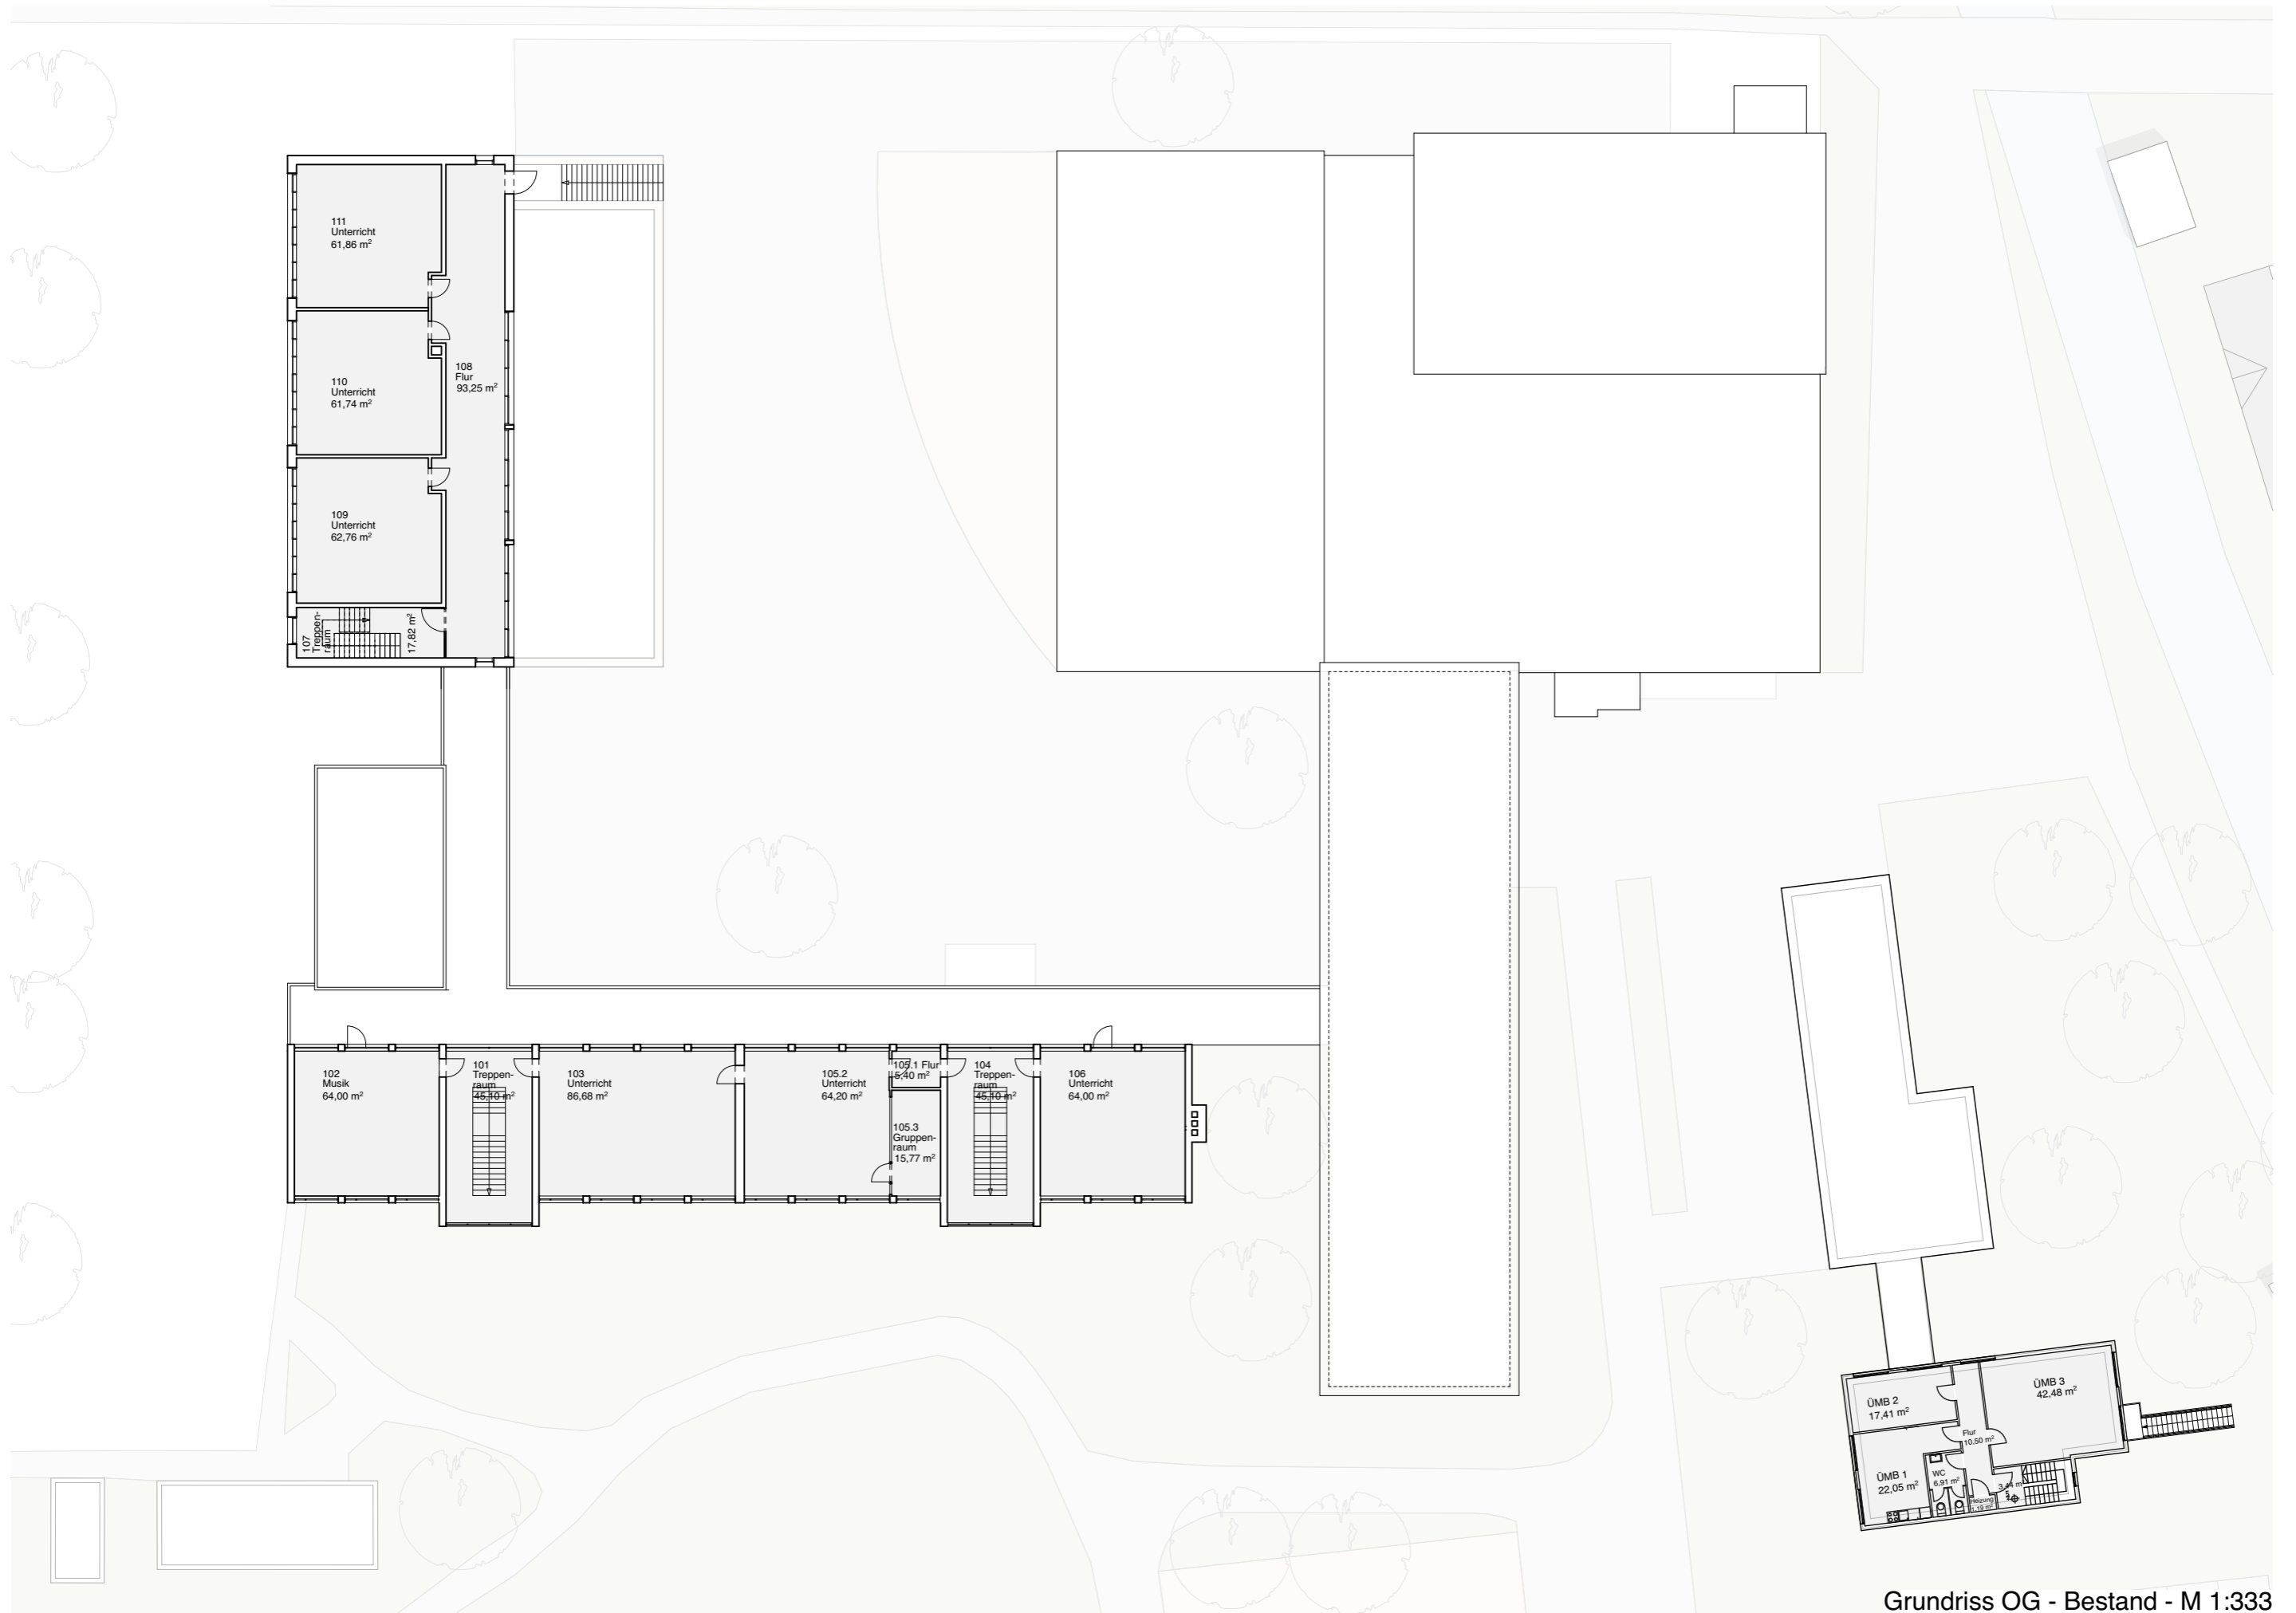 111
Unterricht
61,86 m²
110
Unterricht
61,74 m²
108
Flur
93,25 m²
109
Unterricht
62,76 m²
107
Treppen-
raum
17,82 m²
102
Musik
64,00 m²
101
Treppen-
raum
45,10 m²
103
Unterricht
86,68 m²
105.2
Unterricht
64,20 m²
105.1 Flur
5,40 m²
105.3
Gruppen-
raum
15,77 m²
104
Treppen-
raum
45,10 m²
106
Unterricht
64,00 m²
ÜMB 3
42,48 m²
ÜMB 2
17,41 m²
Flur
10,50 m²
ÜMB 1
22,05 m²
WC
6,91 m²
Heizung
1,19 m²
3,44 m
Grundriss OG - Bestand - M 1:333